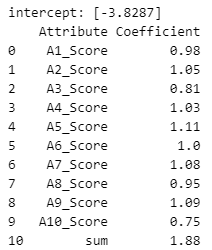 intercept: [-3.8287]
Attribute Coefficient
0 A1_Score 0.98
1 A2_Score 1.05
2 A3_Score 0.81
3 A4_Score 1.03
4 A5_Score 1.11
5 A6_Score 1.0
6 A7_Score 1.08
7 A8_Score 0.95
8 A9_Score 1.09
9 A10_Score 0.75
10 sum 1.88